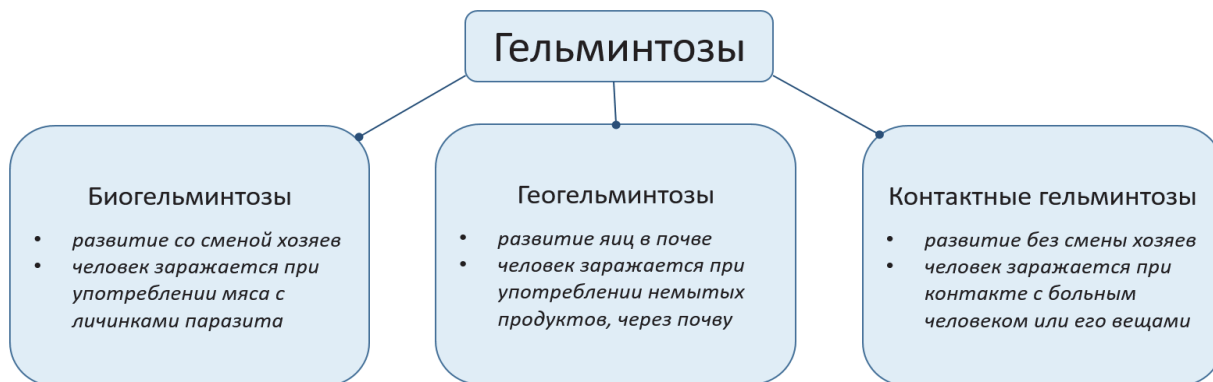 Гельминтозы
Биогельминтозы
• развитие со сменой хозяев
• человек заражается при
употреблении мяса с
личинками паразита
Геогельминтозы
• развитие яиц в почве
• человек заражается при
употреблении немытых
продуктов, через почву
Контактные гельминтозы
• развитие без смены хозяев
• человек заражается при
контакте с больным
человеком или его вещами